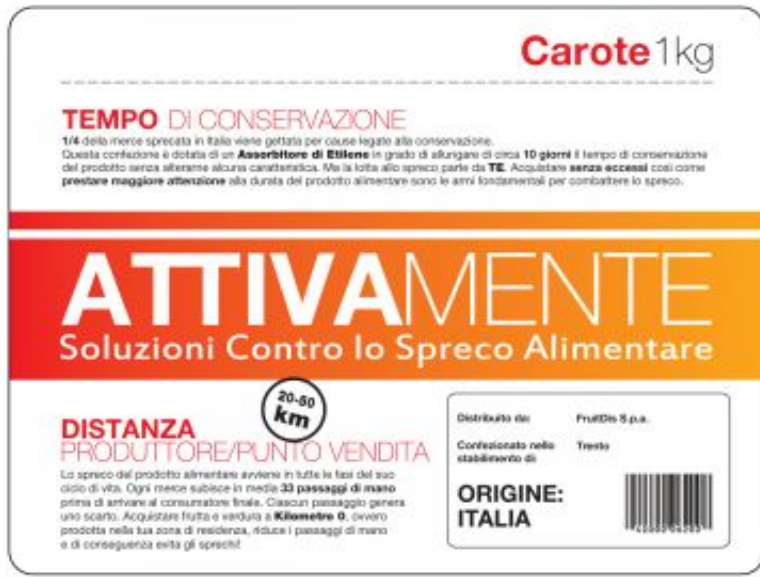 Carote 1kg
TEMPO DI CONSERVAZIONE
1/4 della merce sprecata in Italia viene gettata per cause legate alla conservazione.
Questa confezione è dotata di un Assorbitore di Etilene in grado di allungare di circa 10 giorni il tempo di conservazione
del prodotto senza alterarne alcuna caratteristica. Ma la lotta allo spreco parte da TE. Acquistare senza eccessi così come
prestare maggiore attenzione alla durata del prodotto alimentare sono le armi fondamentali per combattere lo spreco.
ATTIVAMENTE
Soluzioni Contro lo Spreco Alimentare
20-50
km
DISTANZA
PRODUTTORE/PUNTO VENDITA
Lo spreco del prodotto alimentare avviene in tutte le fasi del suo
ciclo di vita. Ogni merce subisce in media 33 passaggi di mano
prima di arrivare al consumatore finale. Ciascun passaggio genera
uno scarto. Acquistare frutta e verdura a Kilometro 0, ovvero
prodotta nella tua zona di residenza, riduce i passaggi di mano
e di conseguenza evita gli sprechi!
Distribuito da: FruitDis S.p.a.
Confezionato nello Trento
stabilimento di:
ORIGINE:
ITALIA